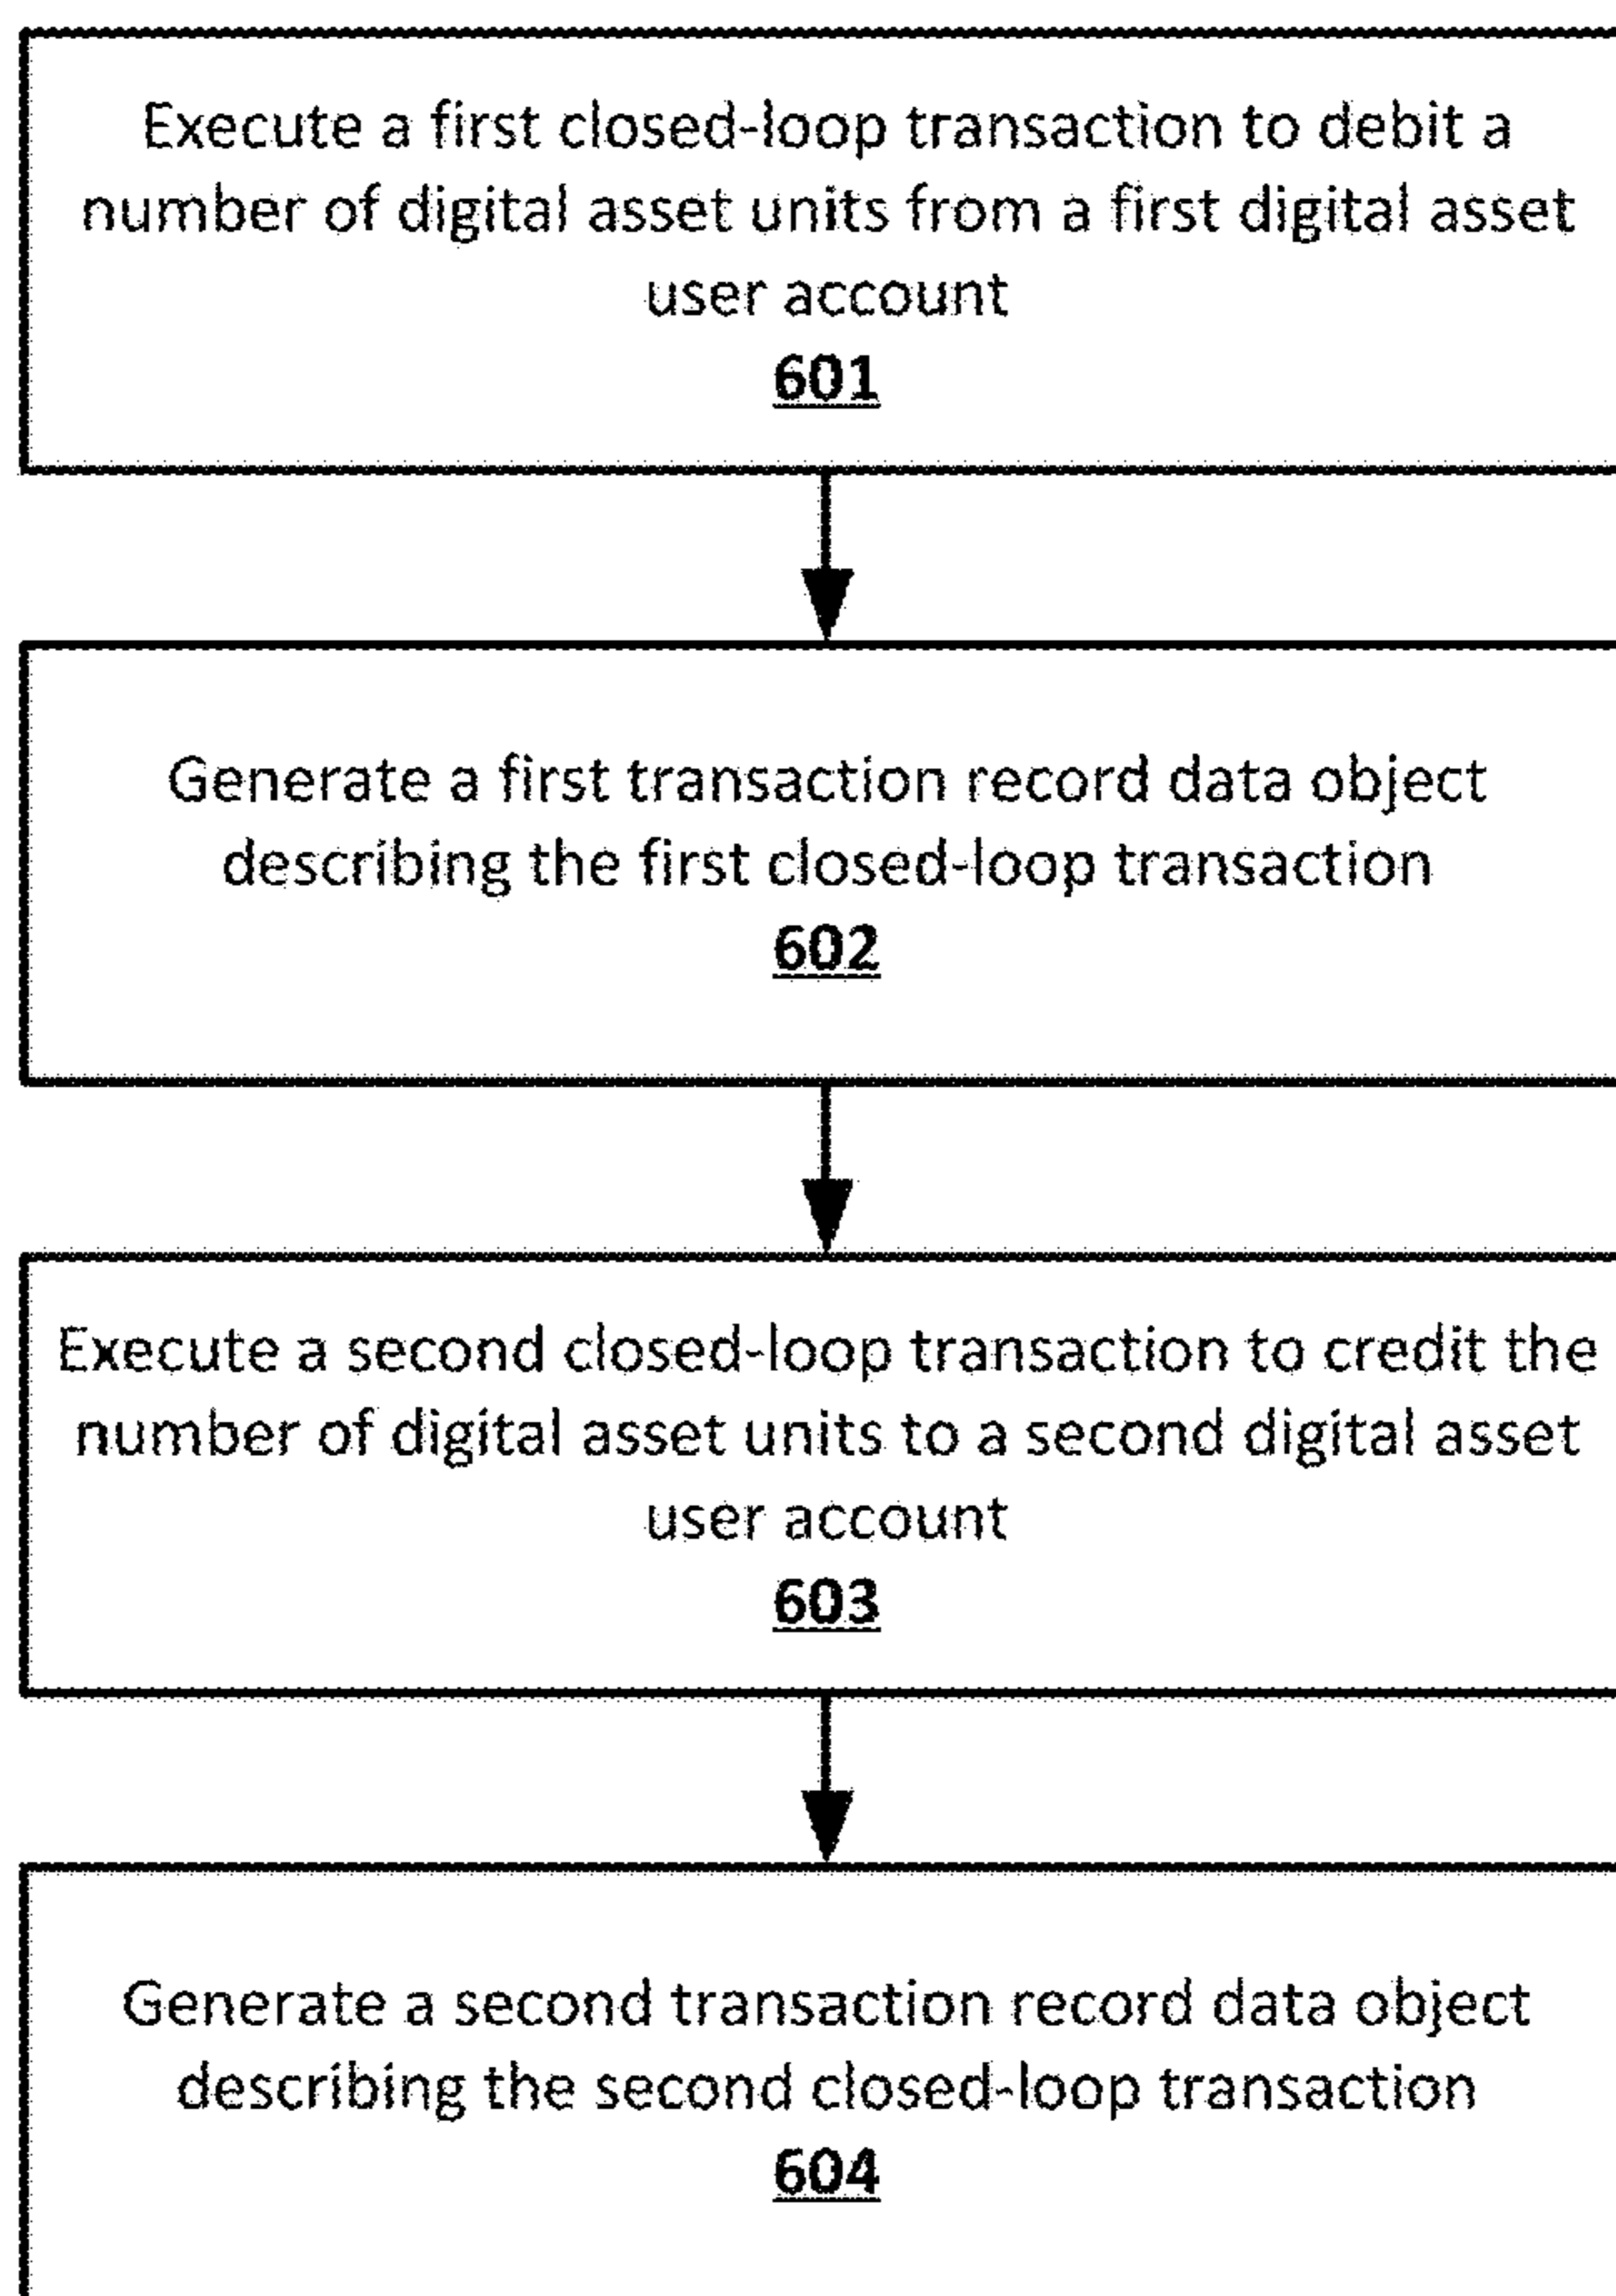 Execute a first closed-loop transaction to debit a
number of digital asset units from a first digital asset
user account
601
Generate a first transaction record data object
describing the first closed-loop transaction
602
Execute a second closed-loop transaction to credit the
number of digital asset units to a second digital asset
user account
603
Generate a second transaction record data object
describing the second closed-loop transaction
604